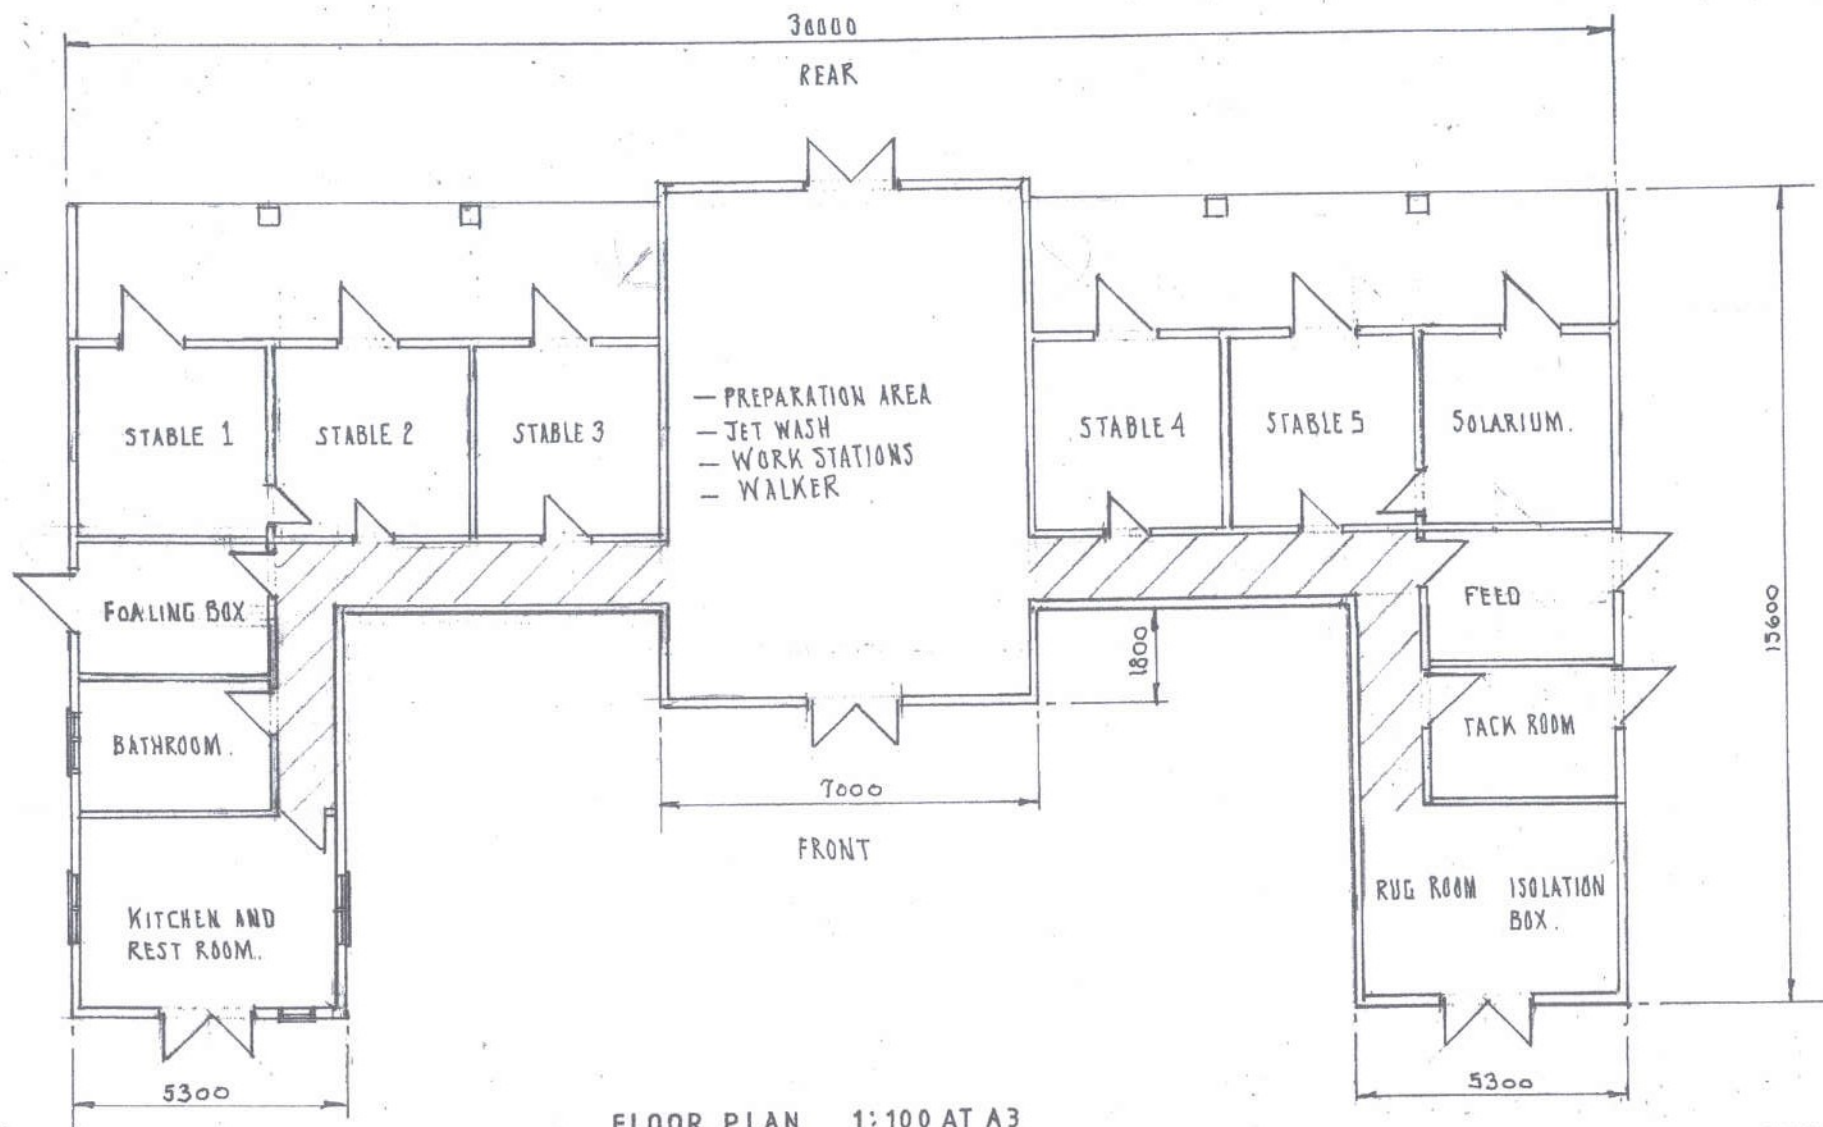 30000
REAR
STABLE 1
STABLE 2
STABLE 3
— PREPARATION AREA
— JET WASH
— WORK STATIONS
— WALKER
STABLE 4
STABLE 5
SOLARIUM.
FOALING BOX
FEED
1800
15600
BATHROOM.
TACK ROOM
7000
FRONT
KITCHEN AND
REST ROOM.
RUG ROOM
ISOLATION
BOX.
5300
5300
FLOOR PLAN 1:100 AT A3